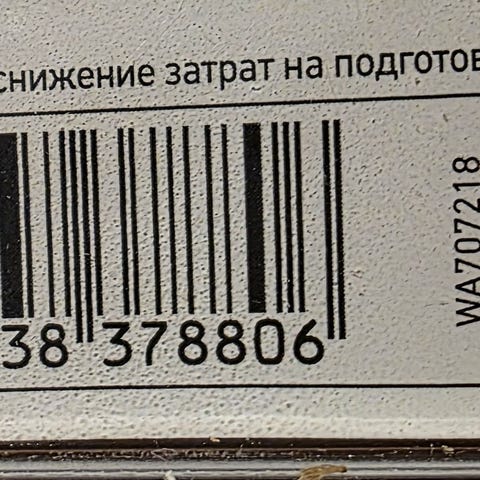 снижение затрат на подготов
38 378806
WA707218